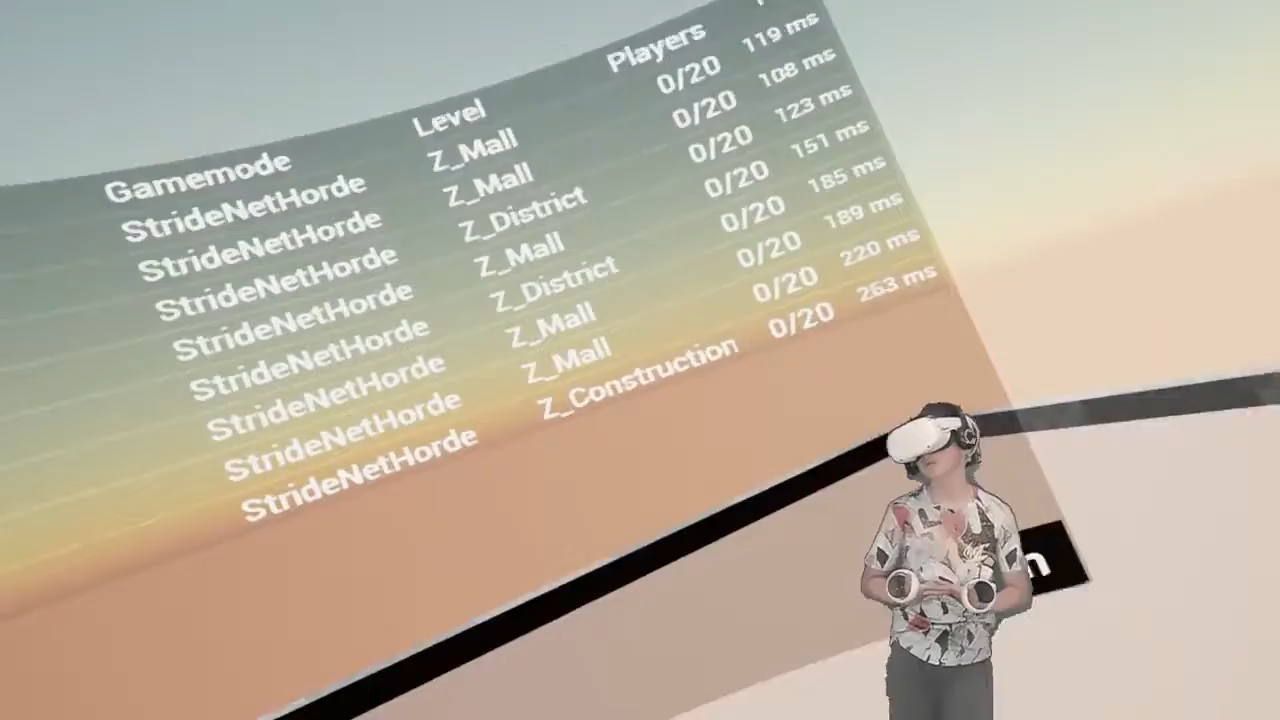 Gamemode Level Players
StrideNetHorde Z_Mall 0/20 119 ms
StrideNetHorde Z_Mall 0/20 108 ms
StrideNetHorde Z_District 0/20 123 ms
StrideNetHorde Z_Mall 0/20 151 ms
StrideNetHorde Z_District 0/20 185 ms
StrideNetHorde Z_Mall 0/20 189 ms
StrideNetHorde Z_Mall 0/20 220 ms
StrideNetHorde Z_Construction 0/20 263 ms